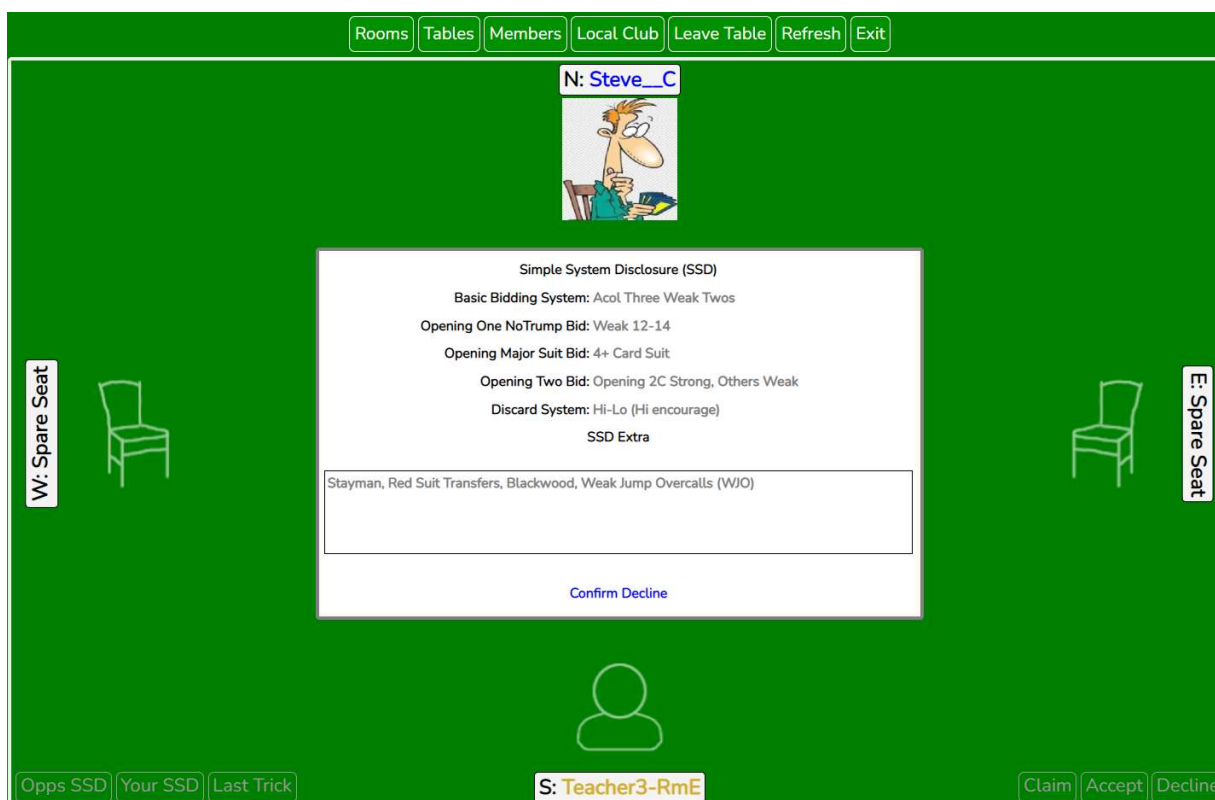 Rooms Tables Members Local Club Leave Table Refresh Exit
N: Steve__C
Simple System Disclosure (SSD)
Basic Bidding System: Acol Three Weak Twos
Opening One NoTrump Bid: Weak 12-14
Opening Major Suit Bid: 4+ Card Suit
Opening Two Bid: Opening 2C Strong, Others Weak
Discard System: Hi-Lo (Hi encourage)
SSD Extra
Stayman, Red Suit Transfers, Blackwood, Weak Jump Overcalls (WJO)
Confirm Decline
W: Spare Seat
E: Spare Seat
Opps SSD Your SSD Last Trick
S: Teacher3-RmE
Claim Accept Decline